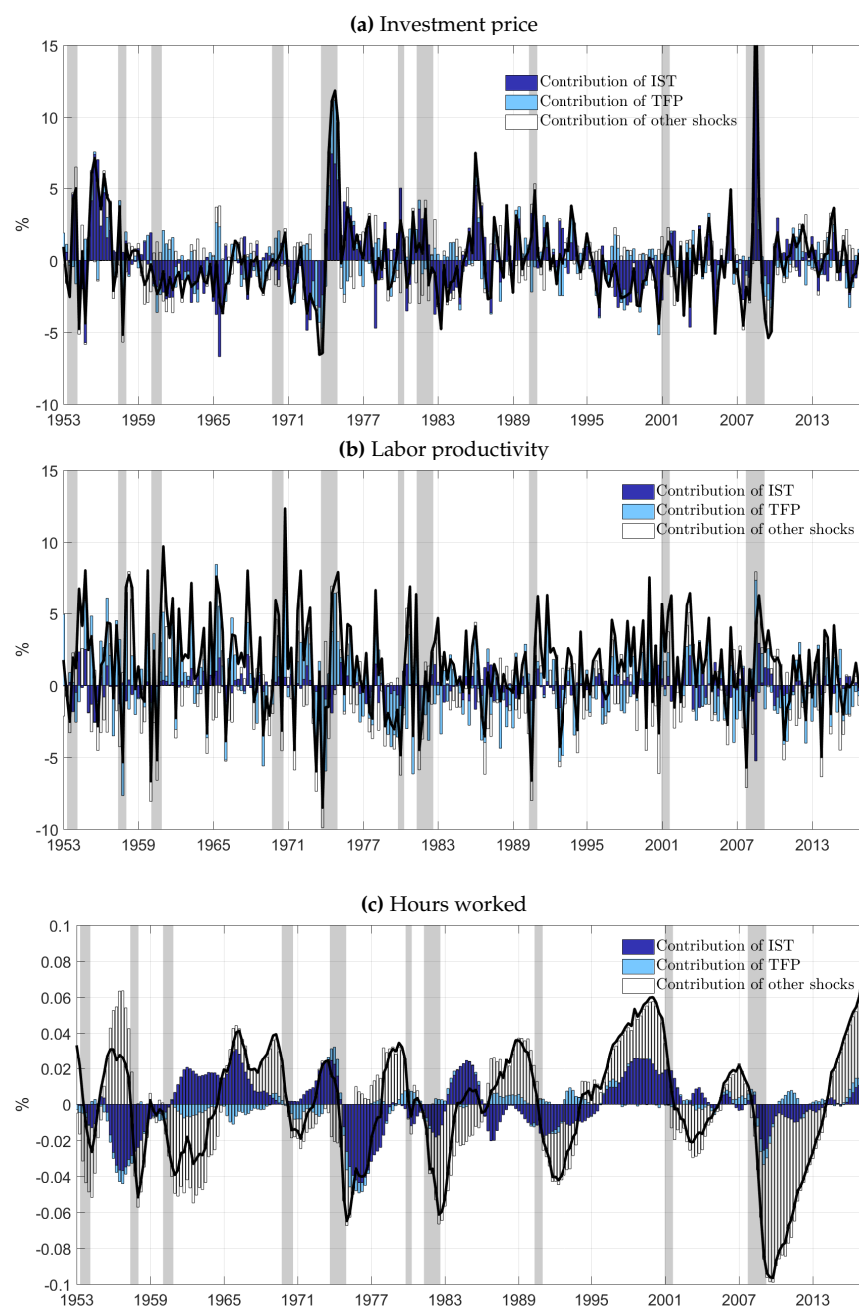 (a) Investment price
15
Contribution of IST
Contribution of TFP
10
Contribution of other shocks
5
%
0
-5
-10
1953 1959 1965 1971 1977 1983 1989 1995 2001 2007 2013
(b) Labor productivity
15
Contribution of IST
Contribution of TFP
Contribution of other shocks
10
5
%
0
-5
-10
1953 1959 1965 1971 1977 1983 1989 1995 2001 2007 2013
(c) Hours worked
0.1
Contribution of IST
0.08
Contribution of TFP
Contribution of other shocks
0.06
0.04
0.02
%
0
-0.02
-0.04
-0.06
-0.08
-0.1
1953 1959 1965 1971 1977 1983 1989 1995 2001 2007 2013